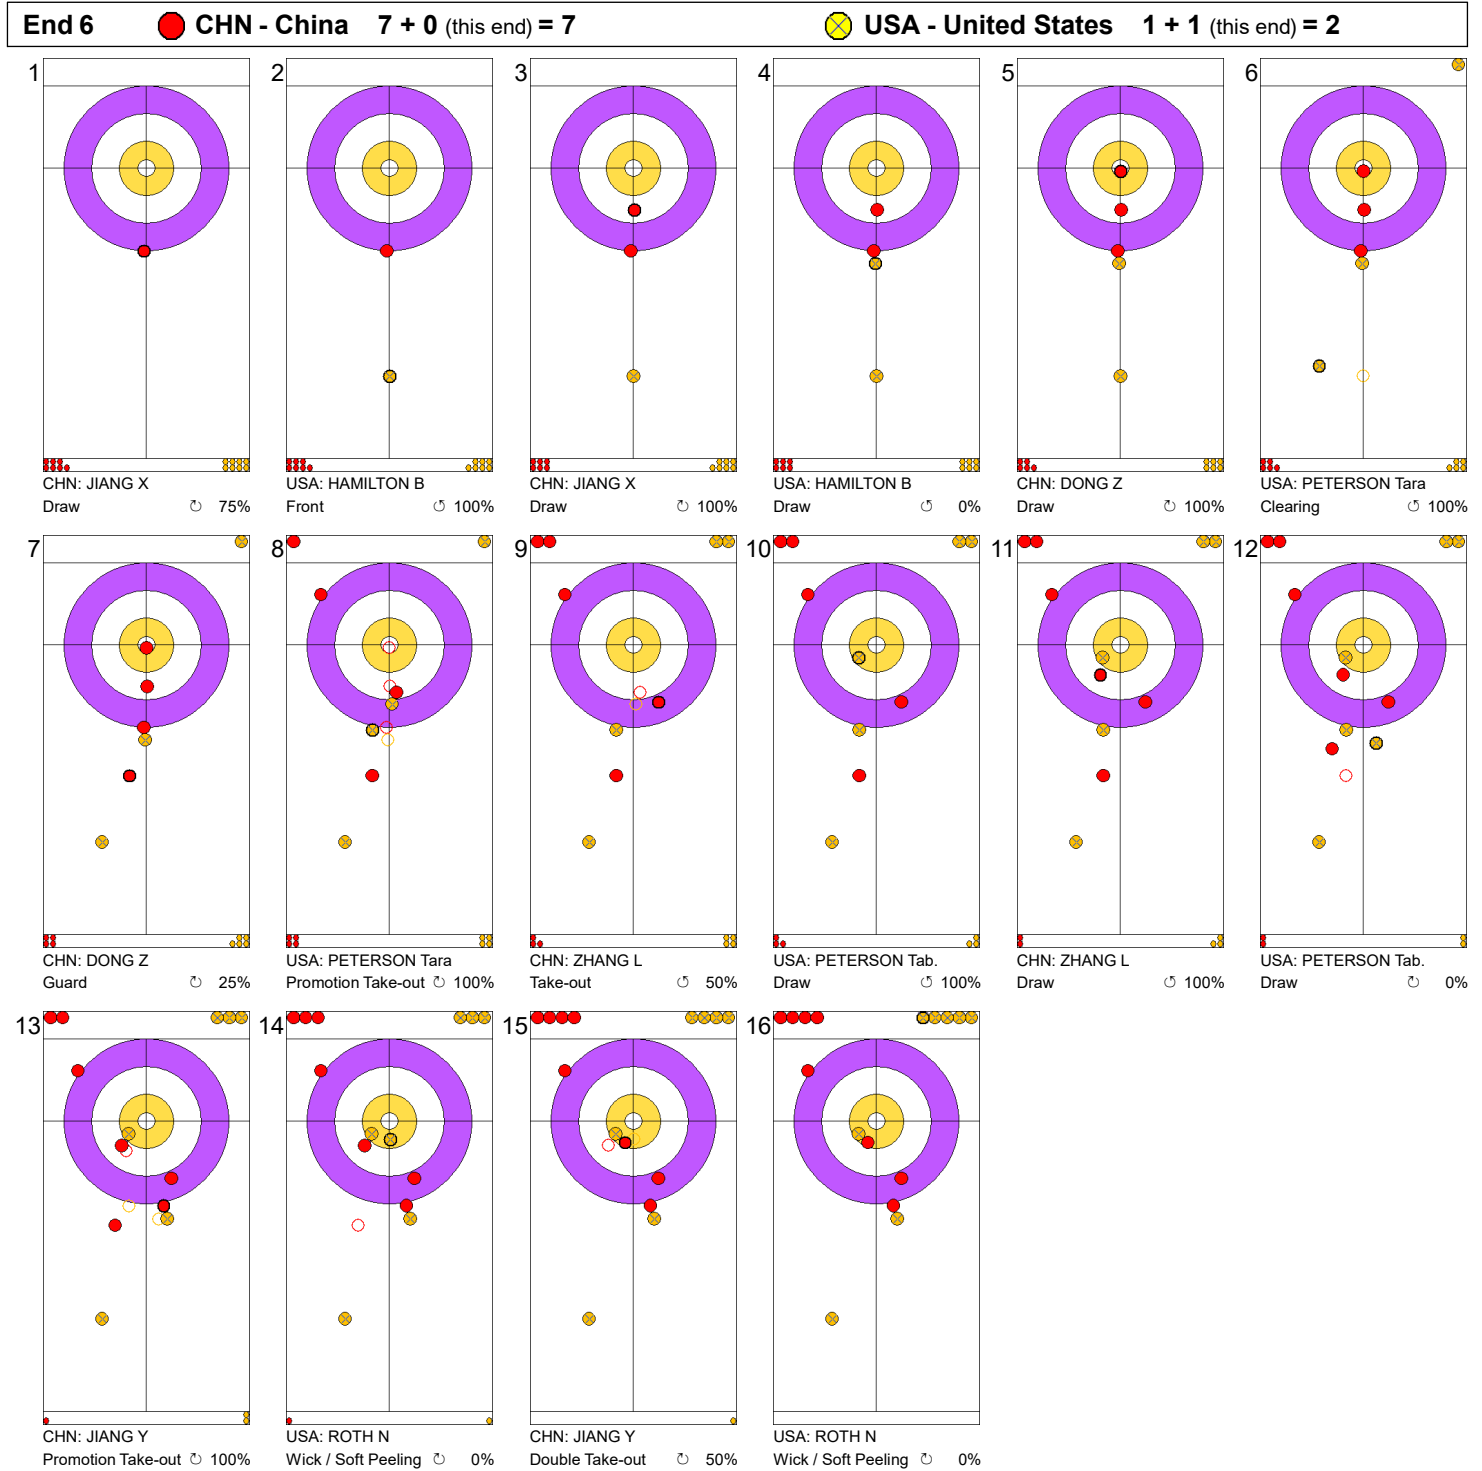 End 6 CHN - China 7 + 0 (this end) = 7 USA - United States 1 + 1 (this end) = 2
1 2 3 4 5 6
CHN: JIANG X USA: HAMILTON B CHN: JIANG X USA: HAMILTON B CHN: DONG Z USA: PETERSON Tara
Draw ↻ 75% Front ↺ 100% Draw ↺ 100% Draw ↺ 0% Draw ↻ 100% Clearing ↺ 100%
7 8 9 10 11 12
CHN: DONG Z USA: PETERSON Tara CHN: ZHANG L USA: PETERSON Tab. CHN: ZHANG L USA: PETERSON Tab.
Guard ↻ 25% Promotion Take-out ↻ 100% Take-out ↺ 50% Draw ↺ 100% Draw ↻ 100% Draw ↻ 0%
13 14 15 16
CHN: JIANG Y USA: ROTH N CHN: JIANG Y USA: ROTH N
Promotion Take-out ↻ 100% Wick / Soft Peeling ↺ 0% Double Take-out ↻ 50% Wick / Soft Peeling ↻ 0%